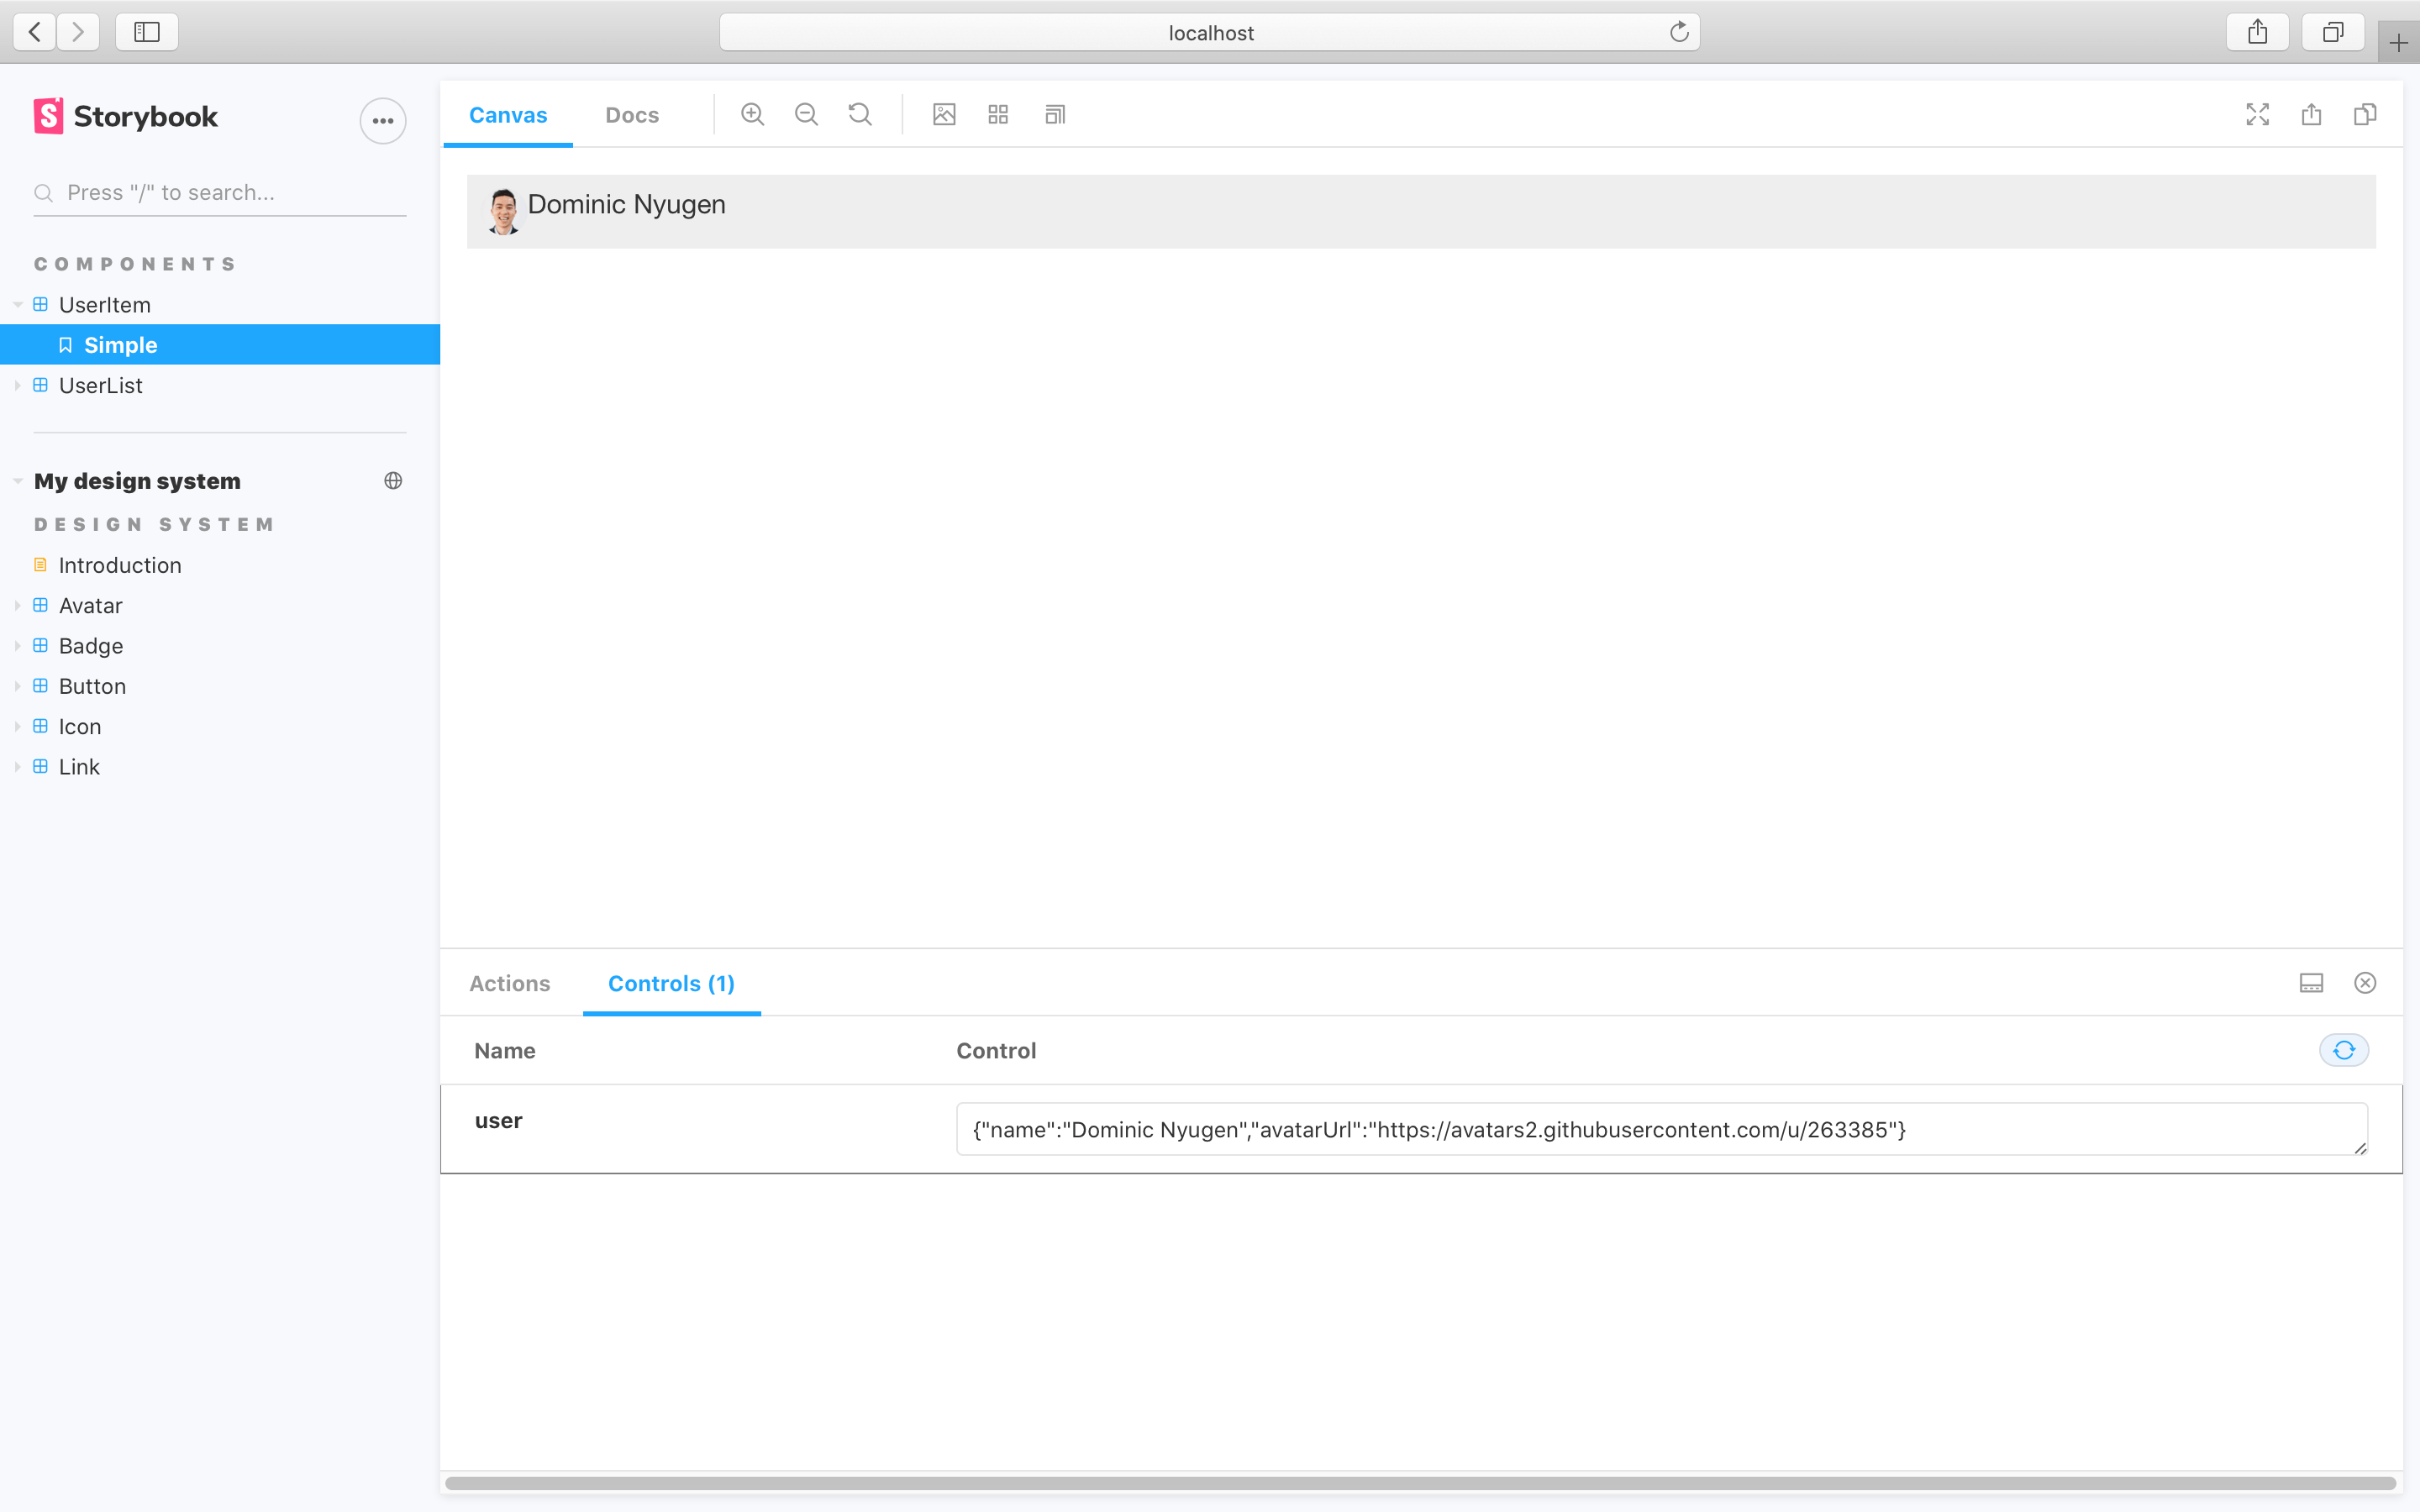 localhost
Storybook
Press "/" to search...
COMPONENTS
UserItem
Simple
UserList
My design system
DESIGN SYSTEM
Introduction
Avatar
Badge
Button
Icon
Link
Canvas
Docs
Dominic Nyugen
Actions
Controls (1)
Name
Control
user
{"name":"Dominic Nyugen","avatarUrl":"https://avatars2.githubusercontent.com/u/263385"}